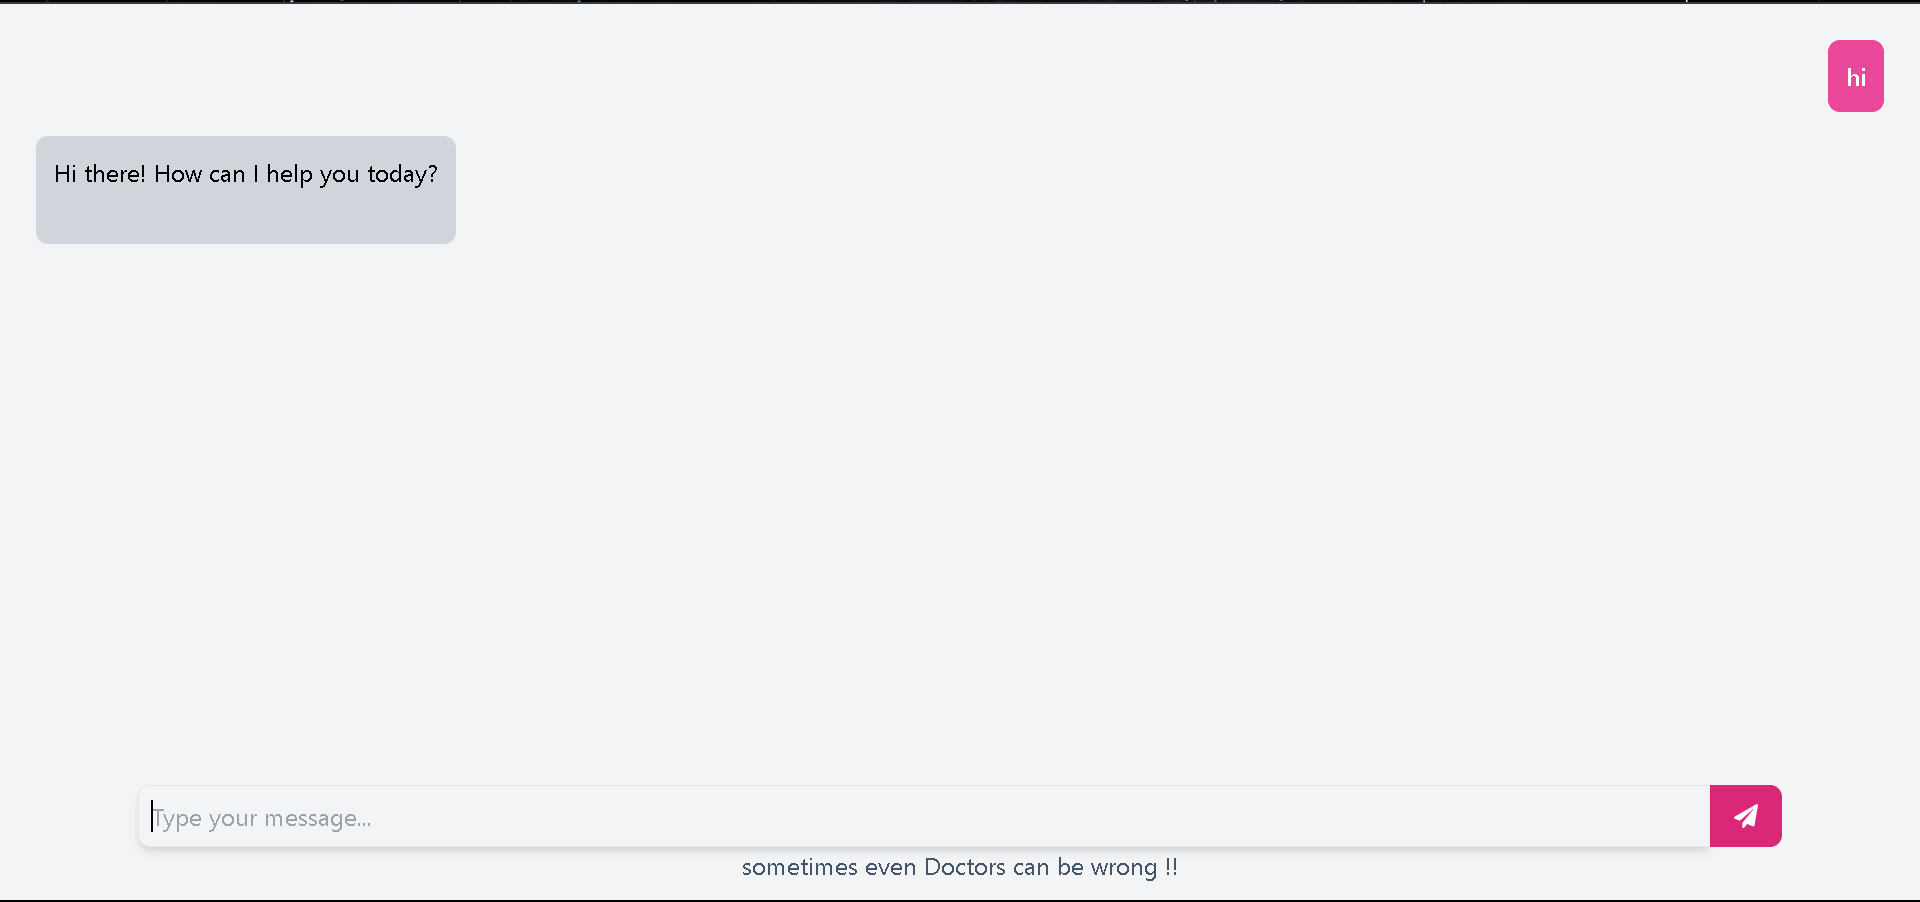 hi
Hi there! How can I help you today?
Type your message...
sometimes even Doctors can be wrong !!